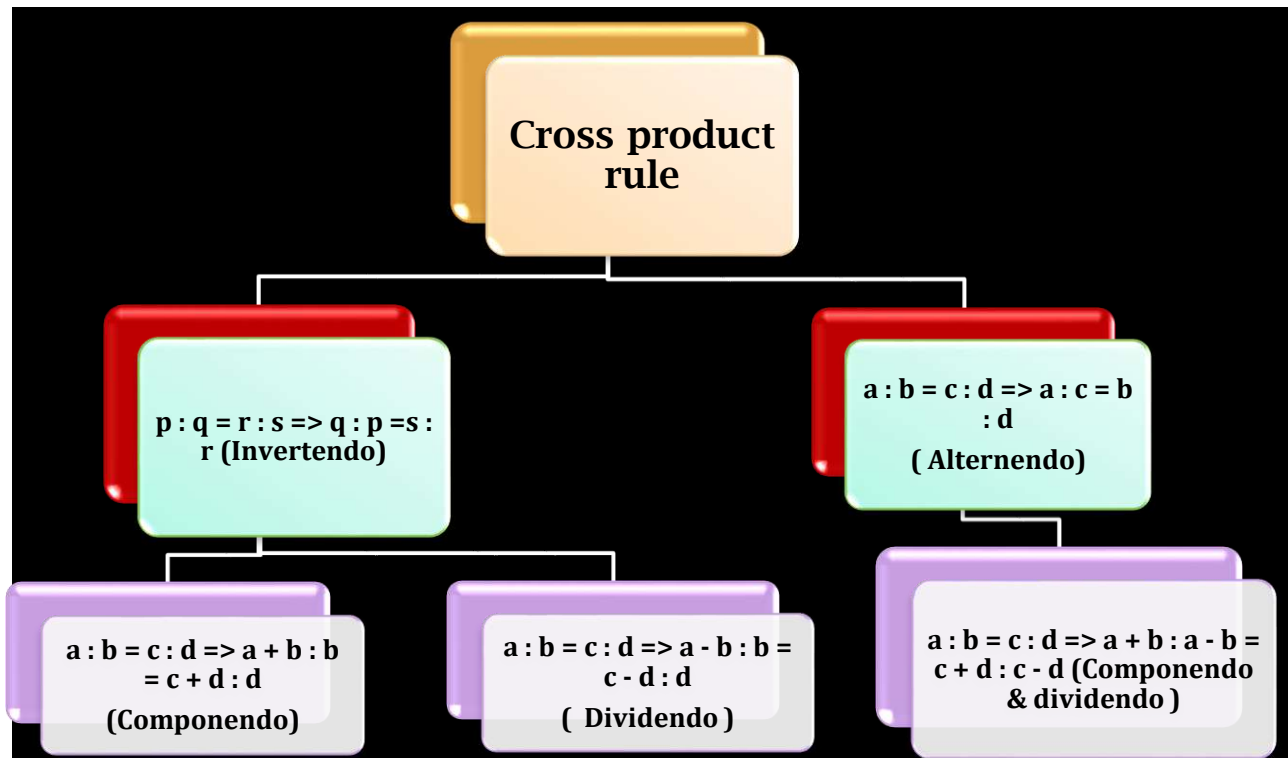 Cross product
rule
p : q = r : s => q : p =s :
r (Invertendo)
a : b = c : d => a : c = b
: d
( Alternendo)
a : b = c : d => a + b : b
= c + d : d
(Componendo)
a : b = c : d => a - b : b =
c - d : d
( Dividendo )
a : b = c : d => a + b : a - b =
c + d : c - d (Componendo
& dividendo )